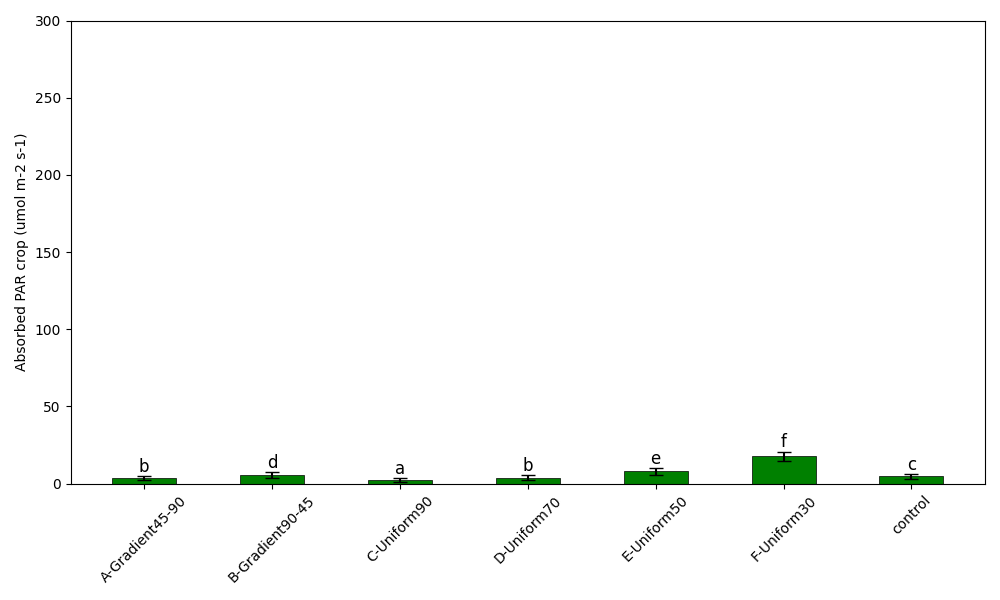 300
250
200
150
100
50
0
Absorbed PAR crop (umol m-2 s-1)
b
d
a
b
e
f
c
A-Gradient45-90
B-Gradient90-45
C-Uniform90
D-Uniform70
E-Uniform50
F-Uniform30
control